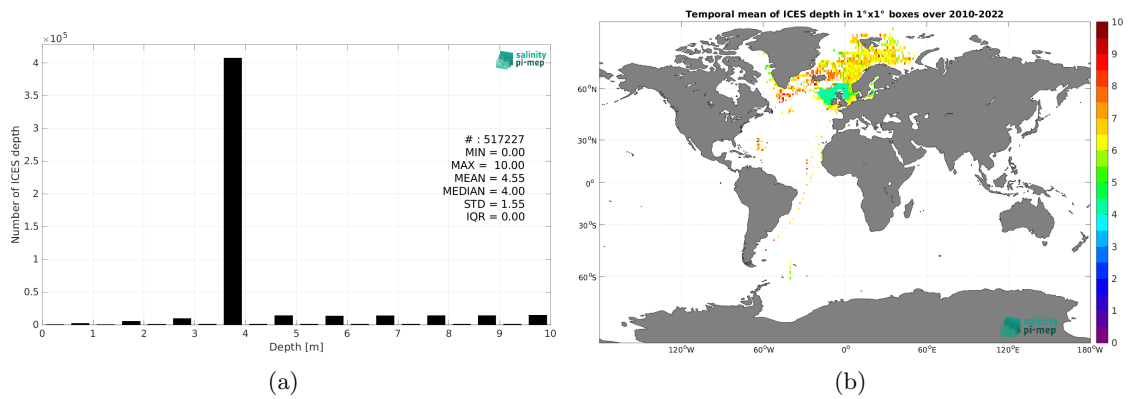 ×10⁵
4
3.5
3
2.5
2
1.5
1
0.5
0
Number of ICES depth
salinity
pi-mep
# : 517227
MIN = 0.00
MAX = 10.00
MEAN = 4.55
MEDIAN = 4.00
STD = 1.55
IQR = 0.00
0 1 2 3 4 5 6 7 8 9 10
Depth [m]
(a)
Temporal mean of ICES depth in 1°x1° boxes over 2010-2022
60°N
30°N
0°
30°S
60°S
120°W 60°W 0° 60°E 120°E 180°W
salinity
pi-mep
10
9
8
7
6
5
4
3
2
1
0
(b)